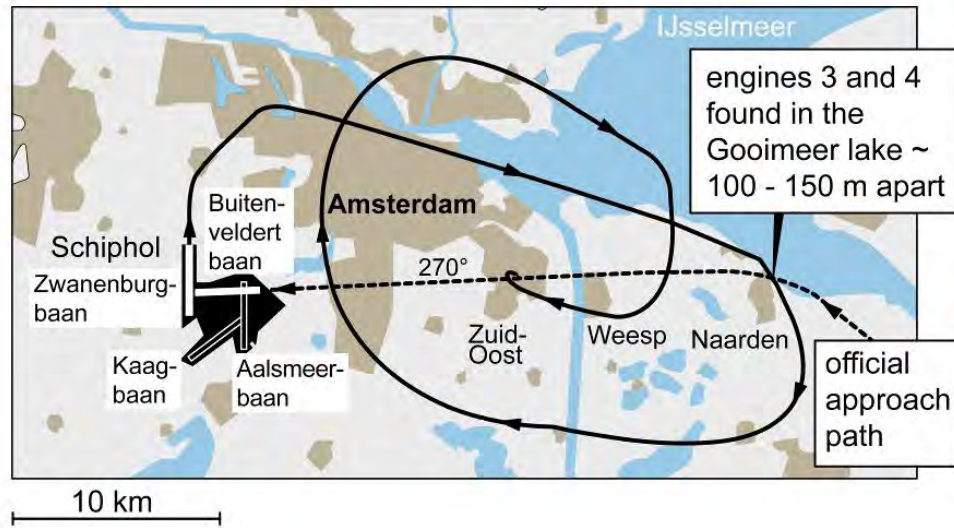 IJsselmeer
engines 3 and 4
found in the
Gooimeer lake ~
100 - 150 m apart
Amsterdam
Buiten-
veldert
baan
Schiphol
Zwanenburg-
baan
270°
Kaag-
baan
Aalsmeer-
baan
Zuid-
Oost
Weesp
Naarden
official
approach
path
10 km